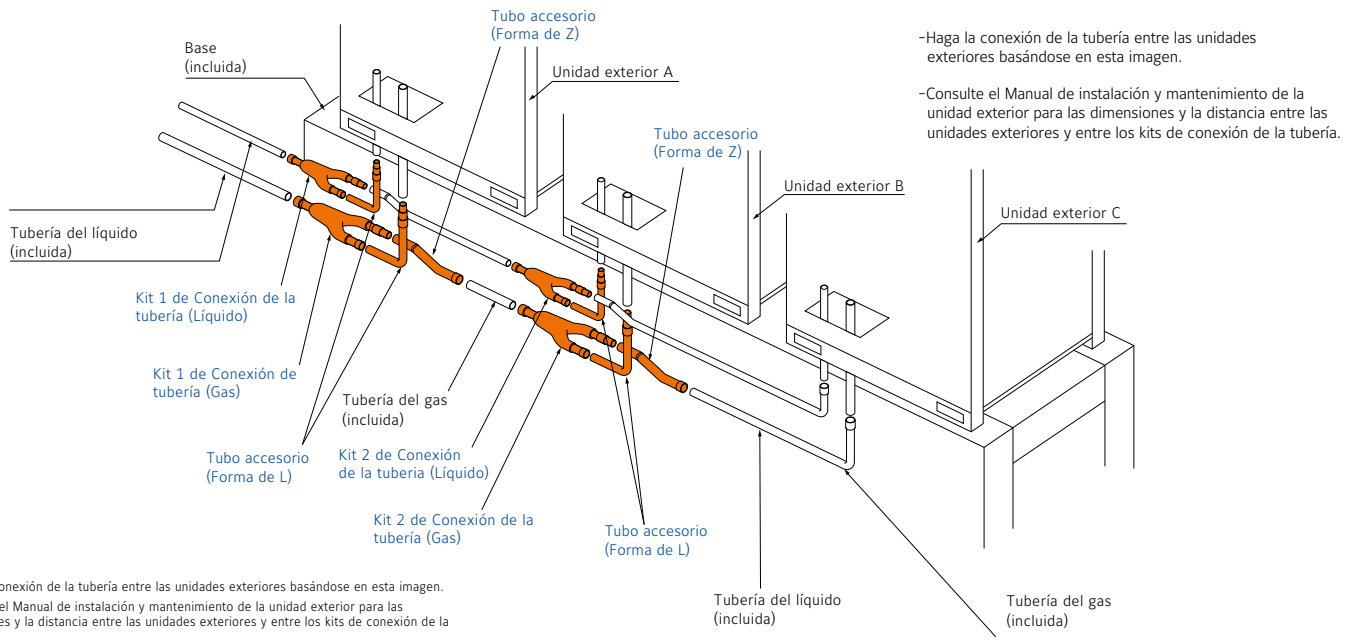 Tubo accesorio
(Forma de Z)
-Haga la conexión de la tubería entre las unidades
exteriores basándose en esta imagen.
-Consulte el Manual de instalación y mantenimiento de la
unidad exterior para las dimensiones y la distancia entre las
unidades exteriores y entre los kits de conexión de la tubería.
Base
(incluida)
Unidad exterior A
Tubo accesorio
(Forma de Z)
Unidad exterior B
Unidad exterior C
Tubería del líquido
(incluida)
Kit 1 de Conexión de la
tubería (Líquido)
Kit 1 de Conexión de
tubería (Gas)
Tubería del gas
(incluida)
Tubo accesorio
(Forma de L)
Kit 2 de Conexión
de la tuberia (Líquido)
Kit 2 de Conexión de la
tubería (Gas)
Tubo accesorio
(Forma de L)
Tubería del líquido
(incluida)
Tubería del gas
(incluida)
onexión de la tubería entre las unidades exteriores basándose en esta imagen.
el Manual de instalación y mantenimiento de la unidad exterior para las
es y la distancia entre las unidades exteriores y entre los kits de conexión de la